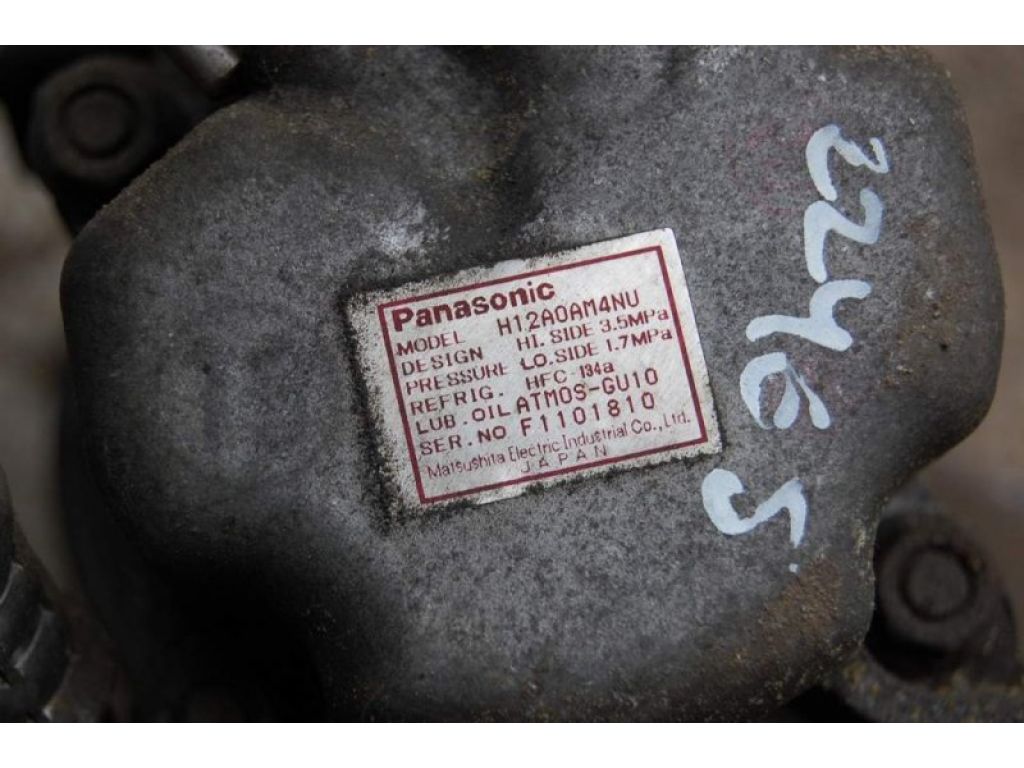 Panasonic
MODEL H12A0AM4NU
DESIGN HI. SIDE 3.5MPa
PRESSURE LO. SIDE 1.7MPa
REFRIG. HFC-134a
LUB. OIL ATMOS-GU10
SER. NO F1101810
Matsushita Electric Industrial Co., Ltd.
JAPAN
2246 5